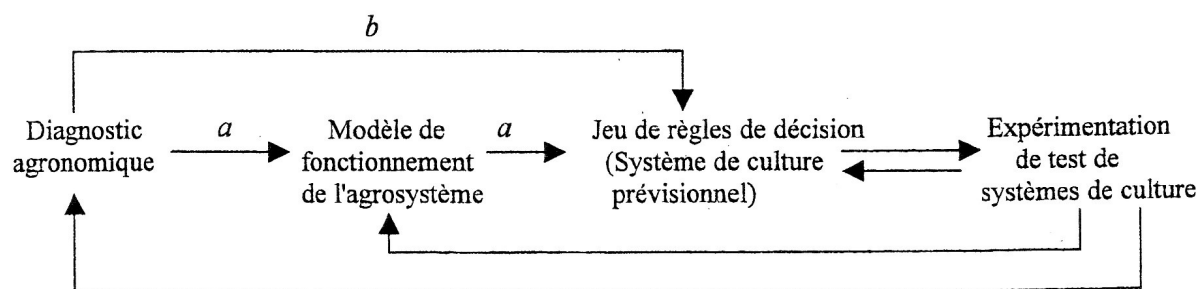 b
Diagnostic
agronomique
a
Modèle de
fonctionnement
de l'agrosystème
a
Jeu de règles de décision
(Système de culture
prévisionnel)
Expérimentation
de test de
systèmes de culture